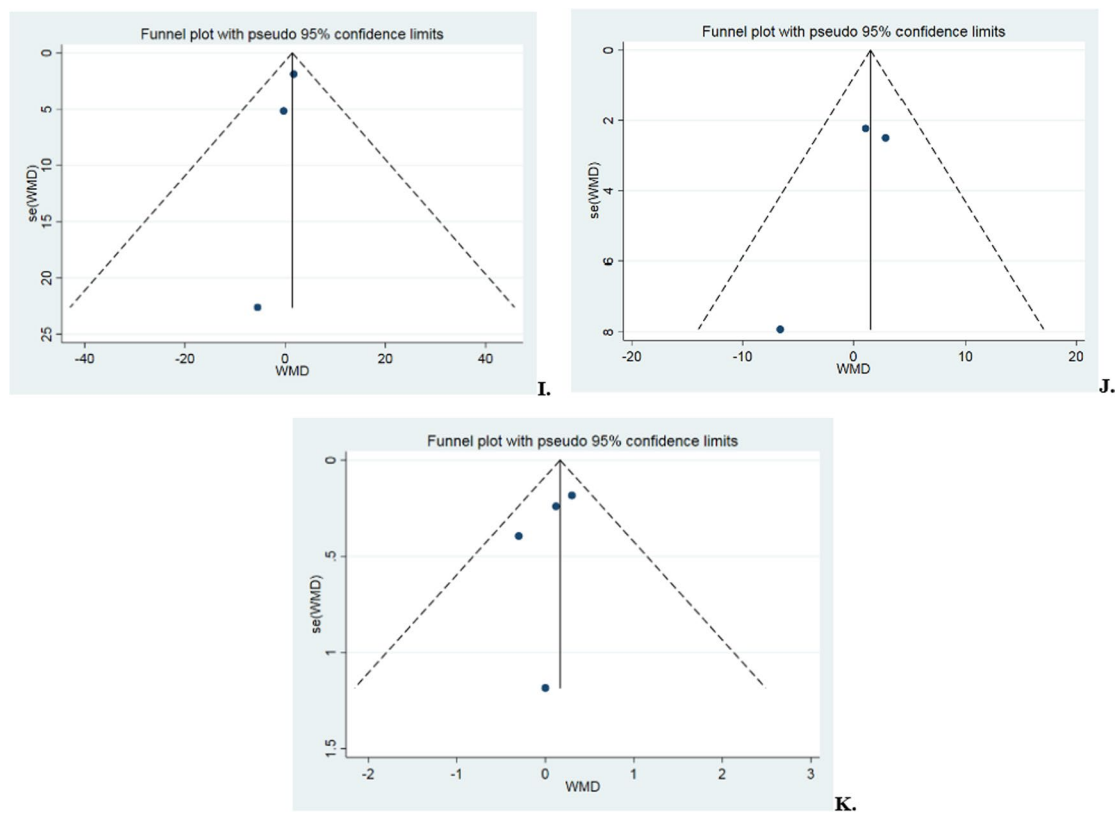 Funnel plot with pseudo 95% confidence limits
se(WMD)
0
5
10
15
20
25
-40 -20 0 20 40
WMD
I.
Funnel plot with pseudo 95% confidence limits
se(WMD)
0
2
4
6
8
-20 -10 0 10 20
WMD
J.
Funnel plot with pseudo 95% confidence limits
se(WMD)
0
.5
1
1.5
-2 -1 0 1 2 3
WMD
K.